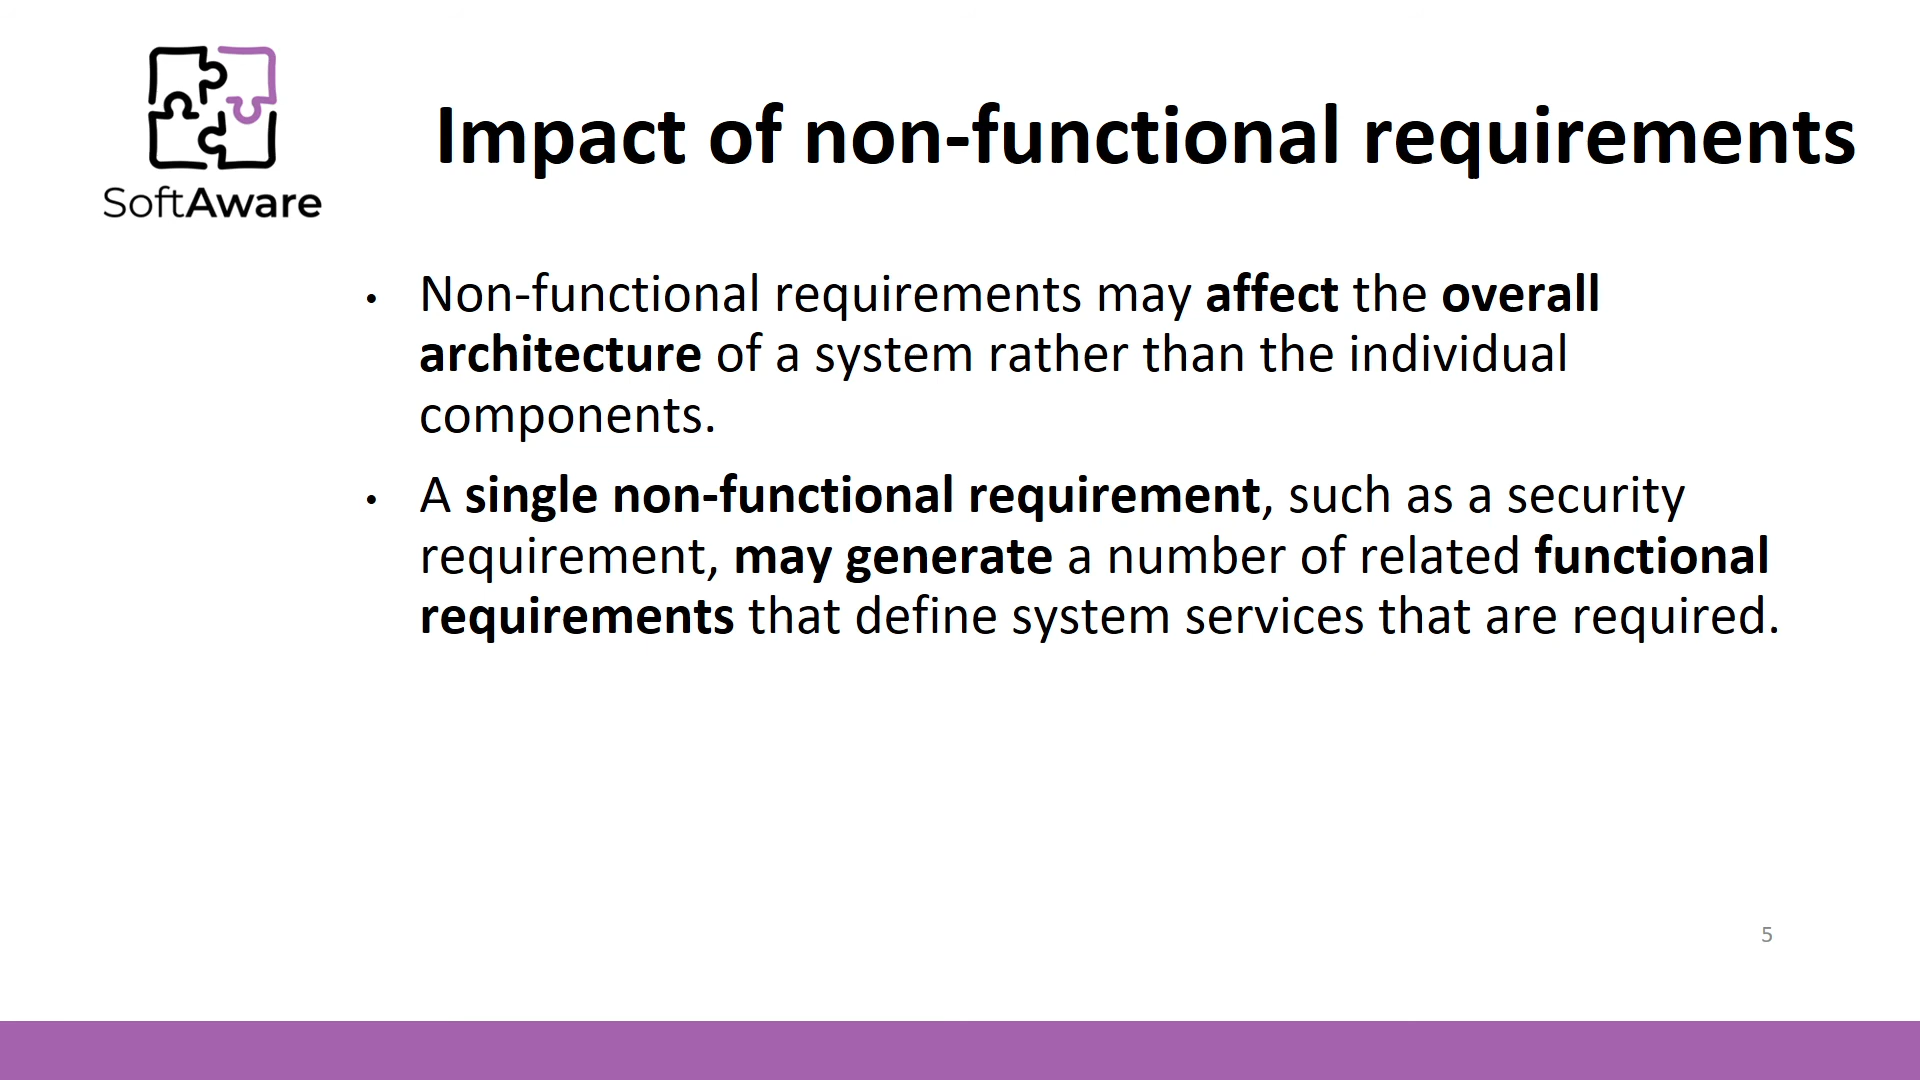 SoftAware
Impact of non-functional requirements
• Non-functional requirements may affect the overall
architecture of a system rather than the individual
components.
• A single non-functional requirement, such as a security
requirement, may generate a number of related functional
requirements that define system services that are required.
5